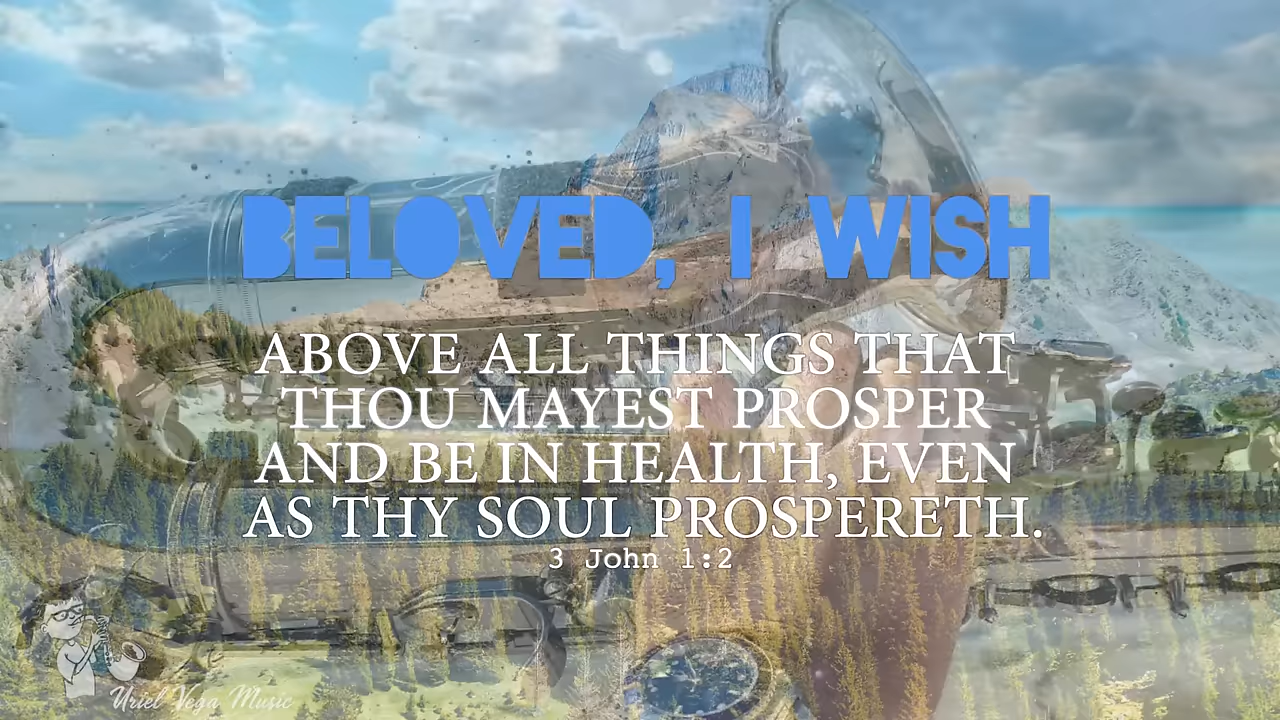 BELOVED, I WISH
ABOVE ALL THINGS THAT
THOU MAYEST PROSPER
AND BE IN HEALTH, EVEN
AS THY SOUL PROSPERETH.
3 John 1:2
Uriel Vega Music